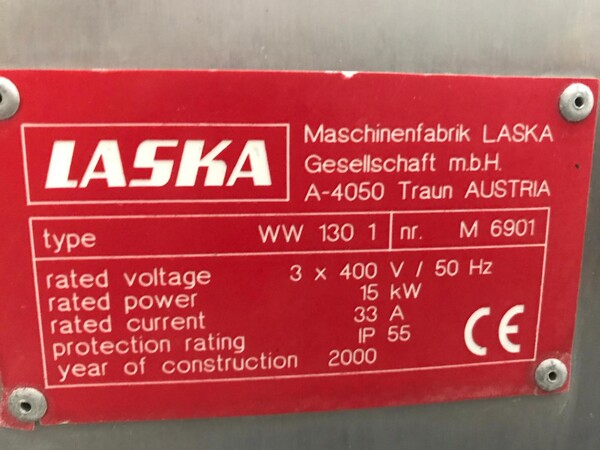 LASKA
Maschinenfabrik LASKA
Gesellschaft m.b.H.
A-4050 Traun AUSTRIA
type WW 130 1 nr. M 6901
rated voltage 3 x 400 V / 50 Hz
rated power 15 kW
rated current 33 A
protection rating IP 55
year of construction 2000
CE